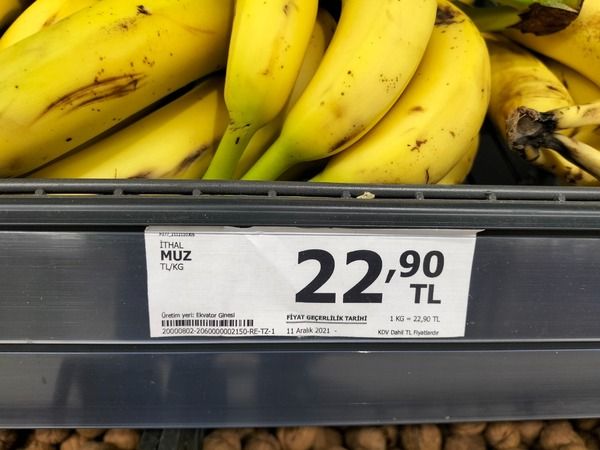 İTHAL
MUZ
TL/KG
22,90
TL
Üretim yeri: Ekvator Ginesi
FİYAT GEÇERLİLİK TARİHİ
1 KG = 22,90 TL
20000802-2060000002150-RE-TZ-1
11 Aralık 2021 -
KDV Dahil TL Fiyatlardır